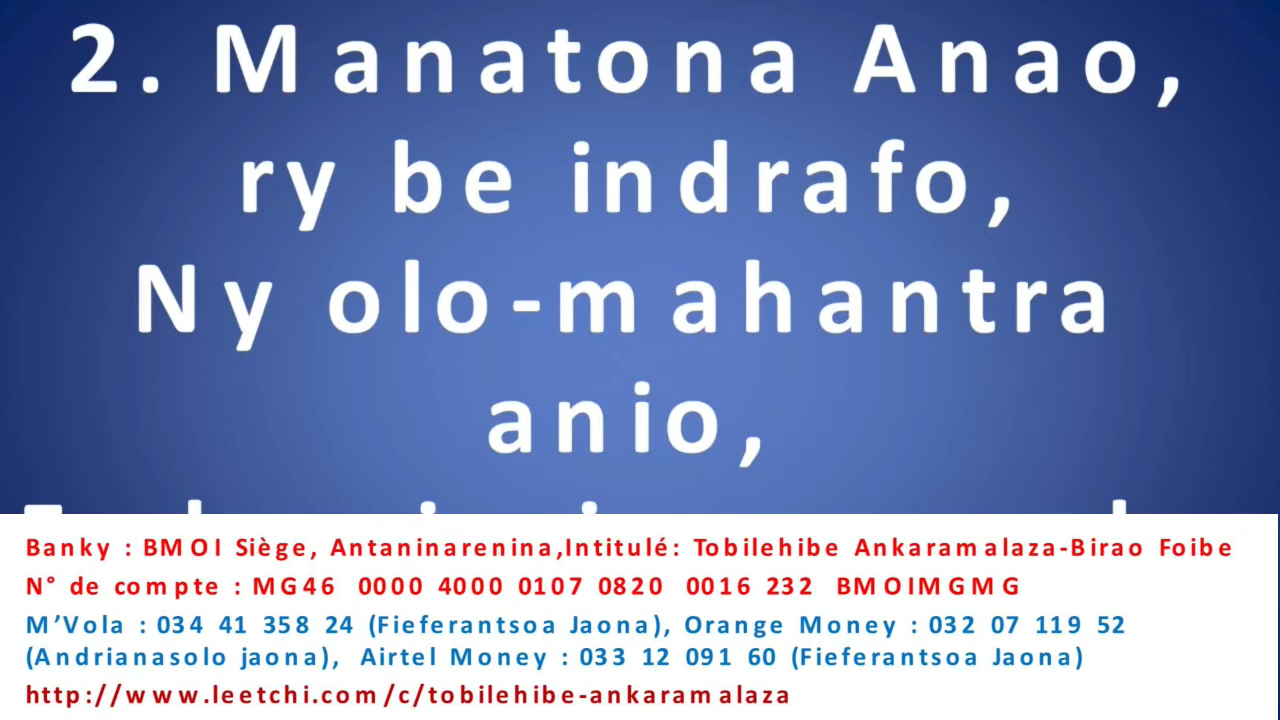 2. Manatona Anao,
ry be indrafo,
Ny olo-mahantra
anio,
Banky : BMOI Siège, Antaninarenina,Intitulé: Tobilehibe Ankaramalaza-Birao Foibe
N° de compte : MG46 0000 4000 0107 0820 0016 232 BMOIMGMG
M’Vola : 034 41 358 24 (Fieferantsoa Jaona), Orange Money : 032 07 119 52
(Andrianasolo jaona), Airtel Money : 033 12 091 60 (Fieferantsoa Jaona)
http://www.leetchi.com/c/tobilehibe-ankaramalaza